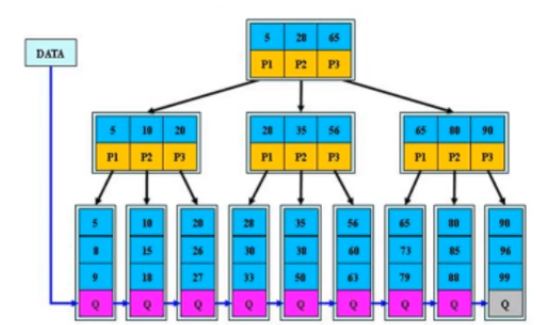 5 28 65
DATA
P1 P2 P3
5 10 20
28 35 56
65 80 90
P1 P2 P3
P1 P2 P3
P1 P2 P3
5 10 20 28 35 56 65 80 90
8 15 26 30 38 60 73 85 96
9 18 27 33 50 63 79 88 99
Q Q Q Q Q Q Q Q Q